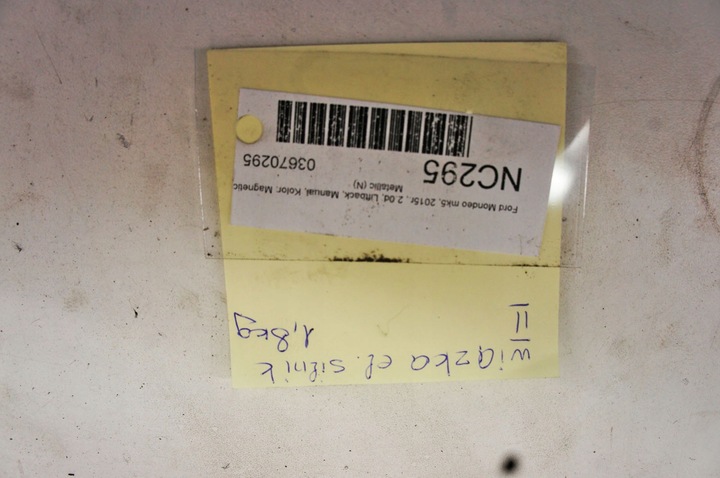 wiązka el. silnik
II 1,8kg
Ford Mondeo mk5, 2015r., 2.0d, Liftback, Manual, Kolor: Magnetic
Metallic (N)
NC295 03670295